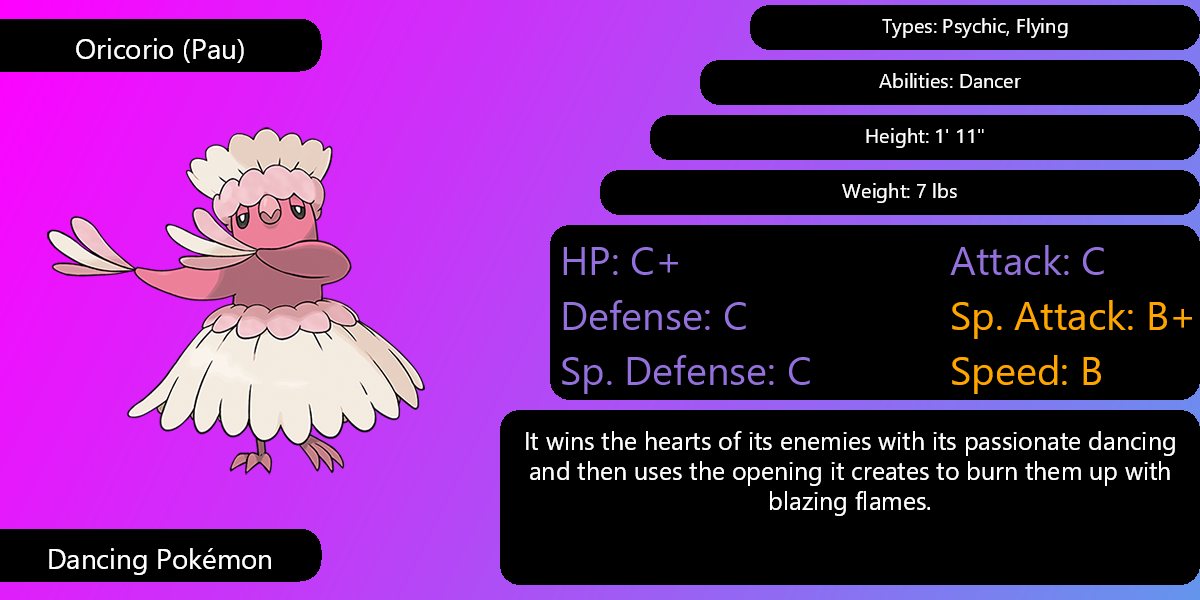 Oricorio (Pau)
Types: Psychic, Flying
Abilities: Dancer
Height: 1' 11"
Weight: 7 lbs
HP: C+
Attack: C
Defense: C
Sp. Attack: B+
Sp. Defense: C
Speed: B
It wins the hearts of its enemies with its passionate dancing
and then uses the opening it creates to burn them up with
blazing flames.
Dancing Pokémon